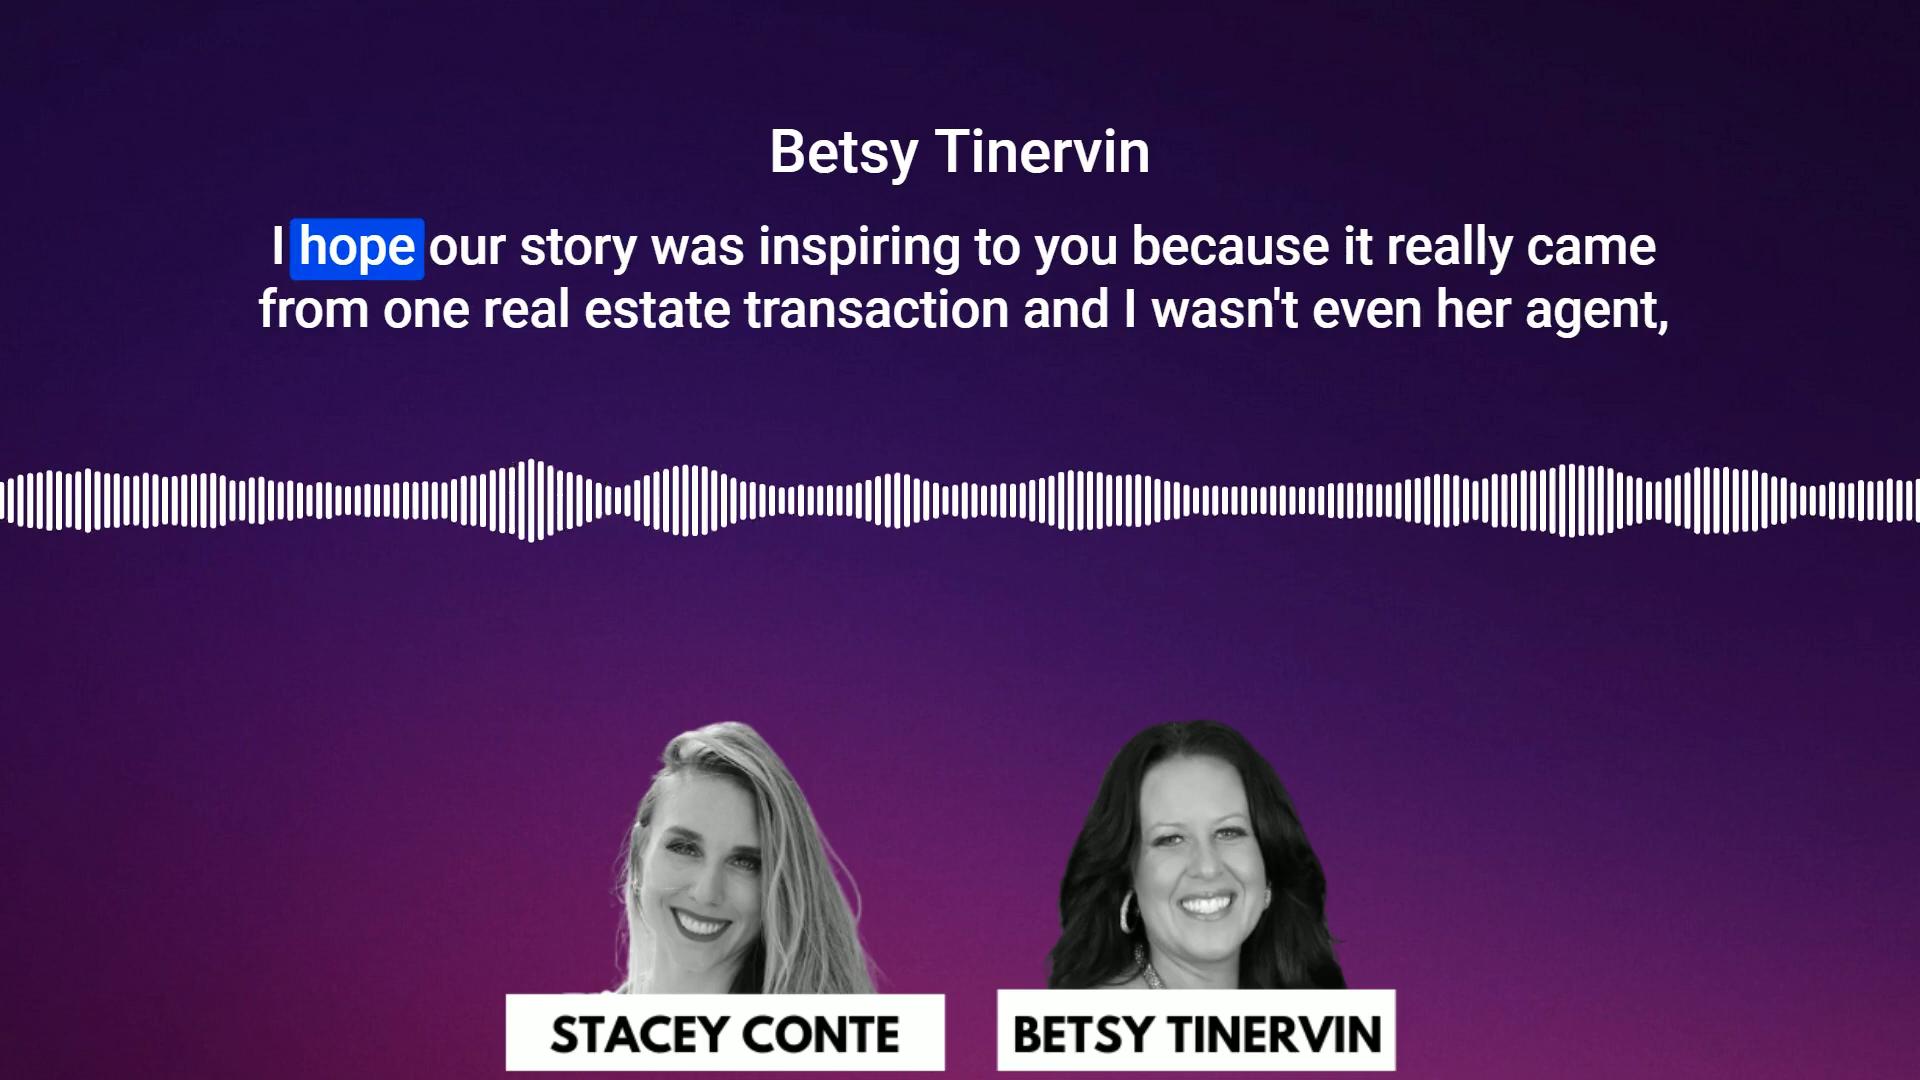 Betsy Tinervin
I hope our story was inspiring to you because it really came
from one real estate transaction and I wasn't even her agent,
STACEY CONTE
BETSY TINERVIN